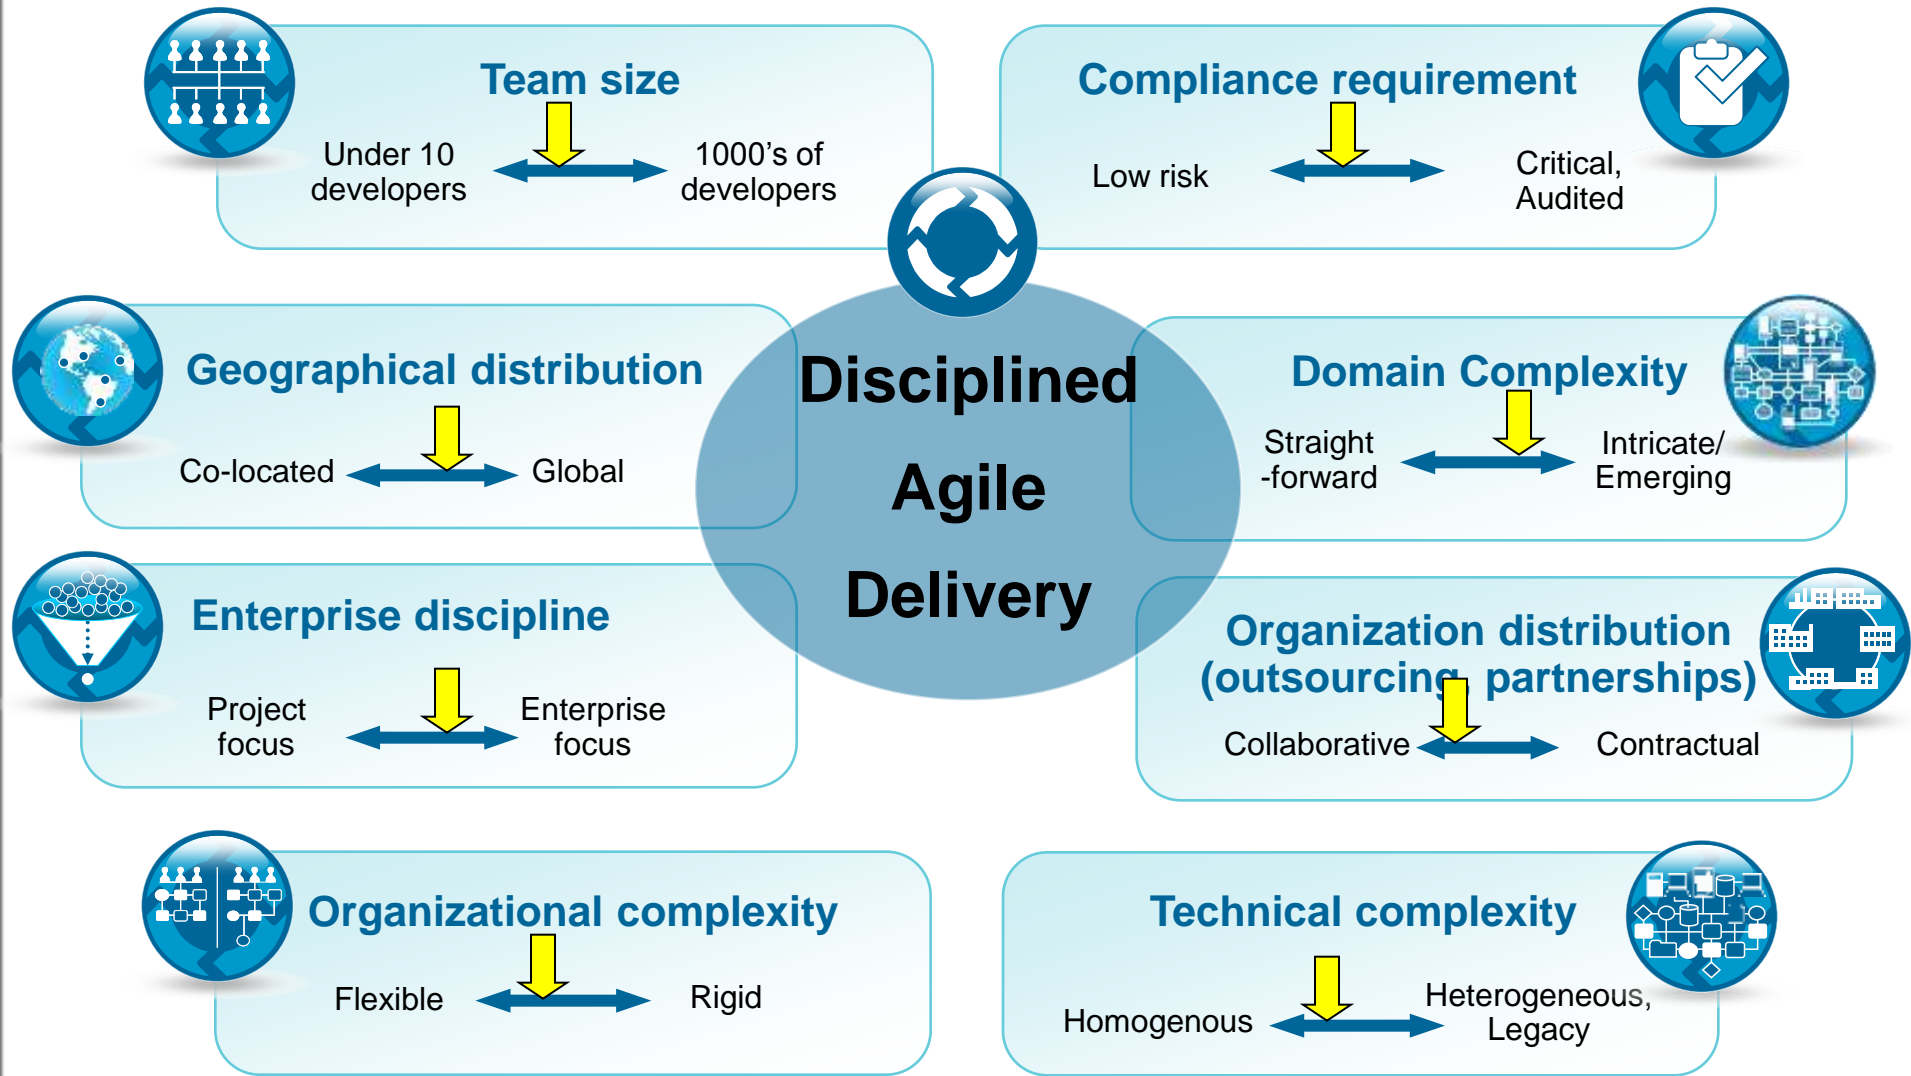 Team size
Under 10
developers
1000's of
developers
Compliance requirement
Low risk
Critical,
Audited
Geographical distribution
Co-located
Global
Disciplined
Agile
Delivery
Domain Complexity
Straight
-forward
Intricate/
Emerging
Enterprise discipline
Project
focus
Enterprise
focus
Organization distribution
(outsourcing, partnerships)
Collaborative
Contractual
Organizational complexity
Flexible
Rigid
Technical complexity
Homogenous
Heterogeneous,
Legacy